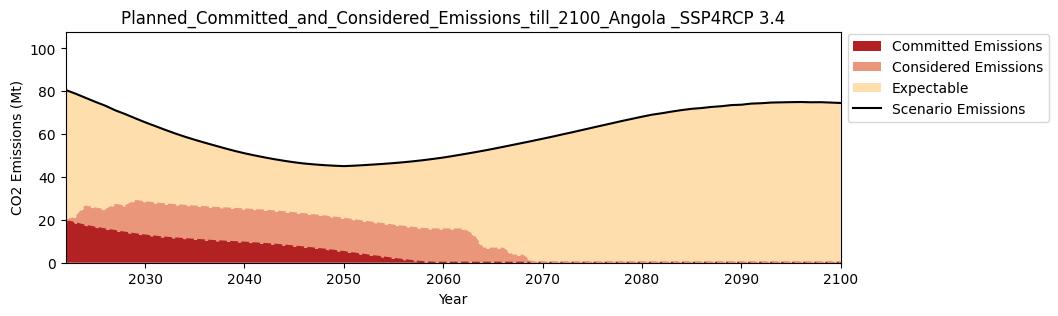 Planned_Committed_and_Considered_Emissions_till_2100_Angola _SSP4RCP 3.4
CO2 Emissions (Mt)
100
80
60
40
20
0
2030 2040 2050 2060 2070 2080 2090 2100
Year
Committed Emissions
Considered Emissions
Expectable
Scenario Emissions